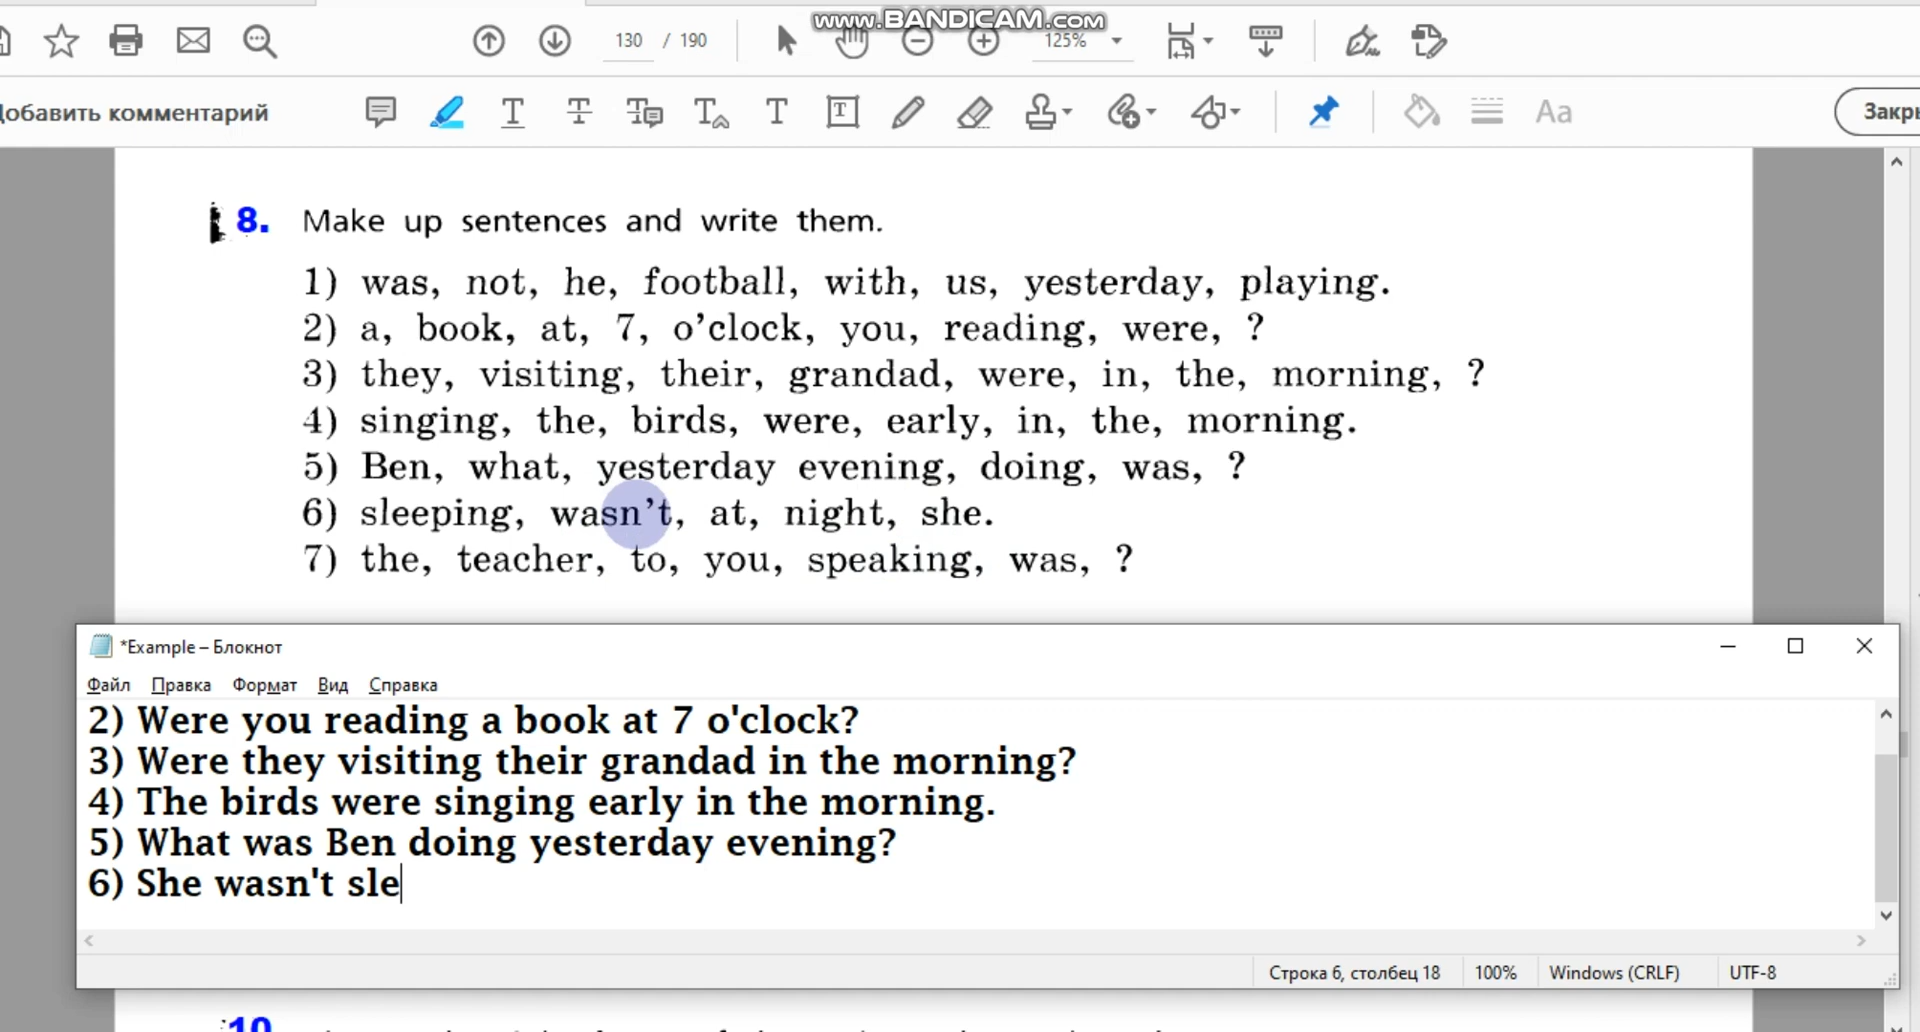 www.BANDICAM.com
130 / 190
125%
Добавить комментарий
Aa
8. Make up sentences and write them.
1) was, not, he, football, with, us, yesterday, playing.
2) a, book, at, 7, o’clock, you, reading, were, ?
3) they, visiting, their, grandad, were, in, the, morning, ?
4) singing, the, birds, were, early, in, the, morning.
5) Ben, what, yesterday evening, doing, was, ?
6) sleeping, wasn’t, at, night, she.
7) the, teacher, to, you, speaking, was, ?
*Example – Блокнот
Файл Правка Формат Вид Справка
2) Were you reading a book at 7 o'clock?
3) Were they visiting their grandad in the morning?
4) The birds were singing early in the morning.
5) What was Ben doing yesterday evening?
6) She wasn't sle
Строка 6, столбец 18 100% Windows (CRLF) UTF-8
10